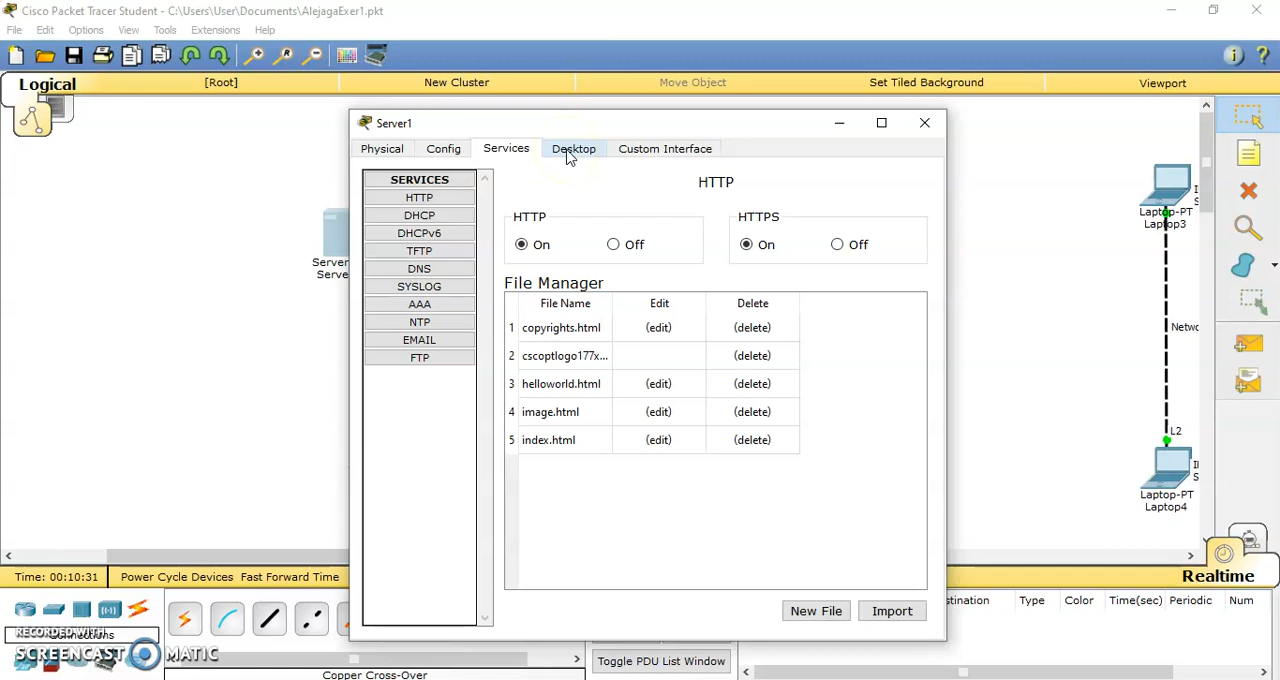 Cisco Packet Tracer Student - C:\Users\User\Documents\AlejagaExer1.pkt
File Edit Options View Tools Extensions Help
Logical [Root] New Cluster Move Object Set Tiled Background Viewport
Server1
Physical Config Services Desktop Custom Interface
SERVICES
HTTP
DHCP
DHCPv6
TFTP
DNS
SYSLOG
AAA
NTP
EMAIL
FTP
HTTP
HTTP HTTPS
On Off On Off
File Manager
File Name Edit Delete
1 copyrights.html (edit) (delete)
2 cscoptlogo177x... (delete)
3 helloworld.html (edit) (delete)
4 image.html (edit) (delete)
5 index.html (edit) (delete)
New File Import
Server
Serve
Laptop-PT
Laptop3
Netwo
L2
Laptop-PT
Laptop4
Time: 00:10:31 Power Cycle Devices Fast Forward Time
Realtime
Connections
Copper Cross-Over
Toggle PDU List Window
stination Type Color Time(sec) Periodic Num
RECORDED WITH
SCREENCAST MATIC